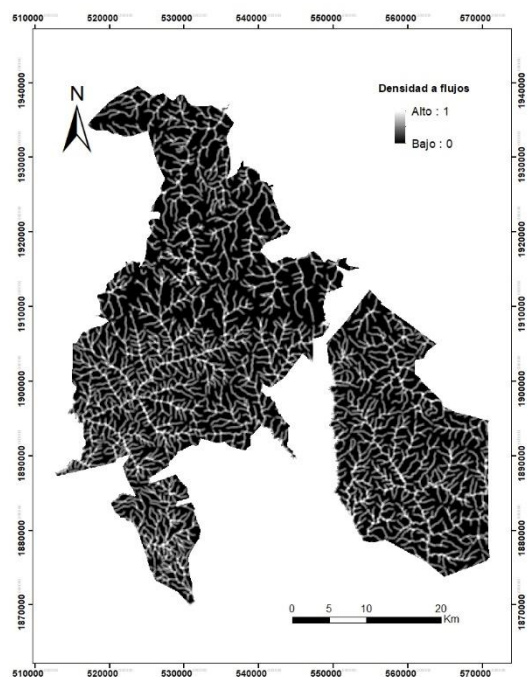 510000 520000 530000 540000 550000 560000 570000
N
Densidad a flujos
Alto : 1
Bajo : 0
1940000 1940000
1930000 1930000
1920000 1920000
1910000 1910000
1900000 1900000
1890000 1890000
1880000 1880000
1870000 1870000
0 5 10 20
Km
510000 520000 530000 540000 550000 560000 570000